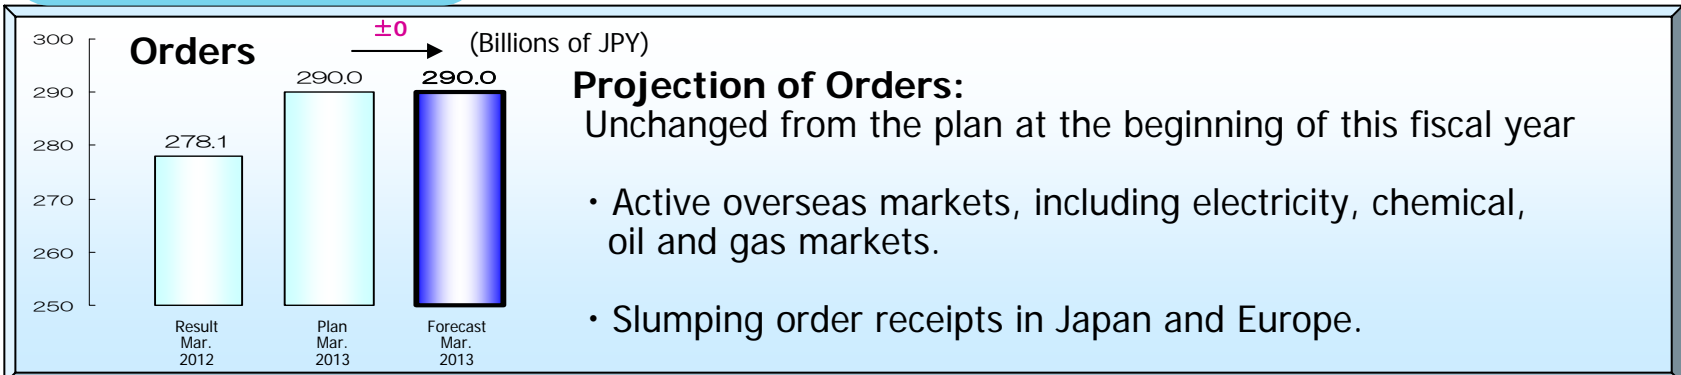 Orders
±0
(Billions of JPY)
300
290
280
270
260
250
278.1
290.0
290.0
Result
Mar.
2012
Plan
Mar.
2013
Forecast
Mar.
2013
Projection of Orders:
Unchanged from the plan at the beginning of this fiscal year
・Active overseas markets, including electricity, chemical,
oil and gas markets.
・Slumping order receipts in Japan and Europe.